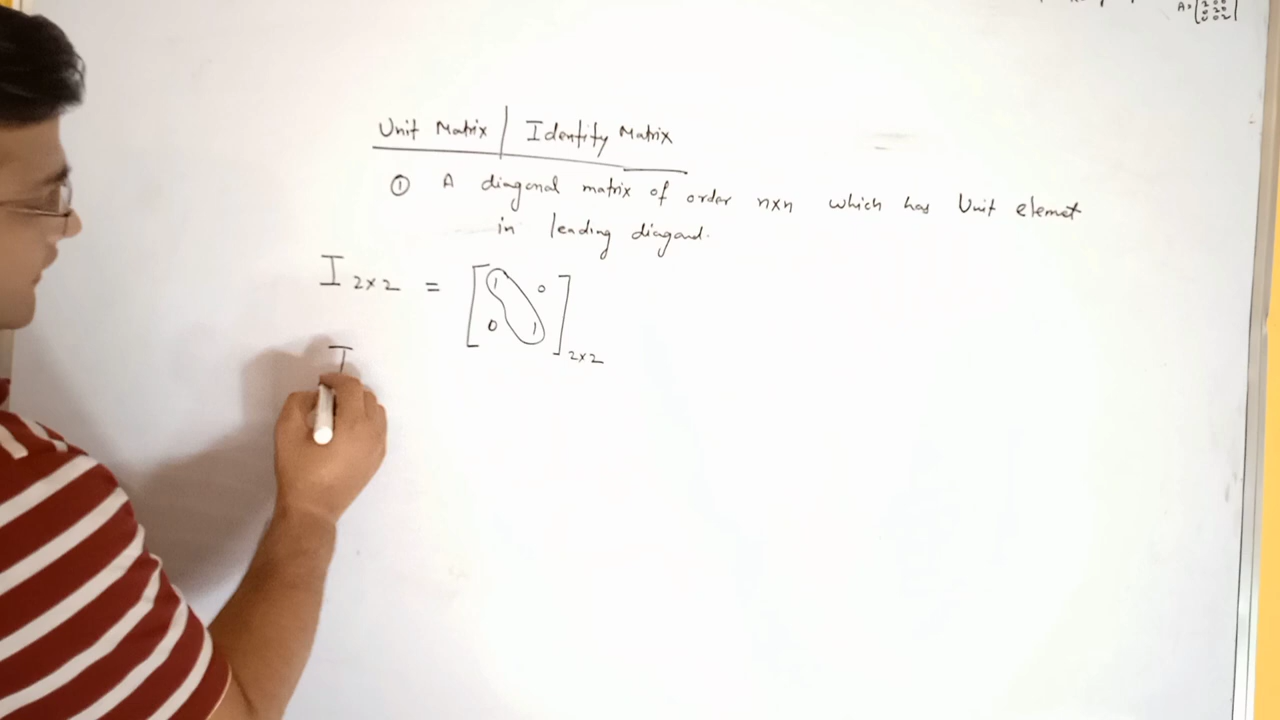 Unit Matrix | Identity Matrix
① A diagonal matrix of order n×n which has Unit elemet
in leading diagonal.
I 2×2 = [ 1 0
0 1 ] 2×2
I